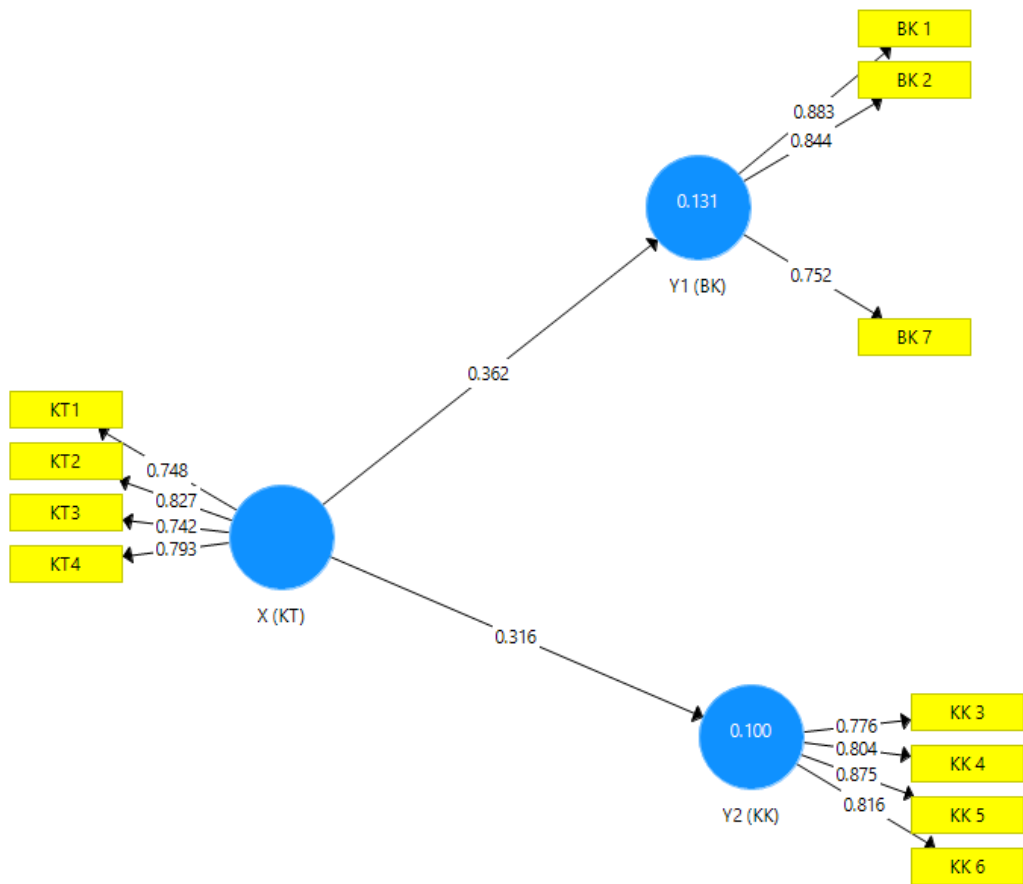 BK 1
BK 2
0.883
0.844
0.131
0.752
Y1 (BK)
BK 7
0.362
KT1
KT2
0.748
0.827
KT3
0.742
KT4
0.793
X (KT)
0.316
KK 3
0.776
0.100
0.804
KK 4
0.875
0.816
KK 5
Y2 (KK)
KK 6